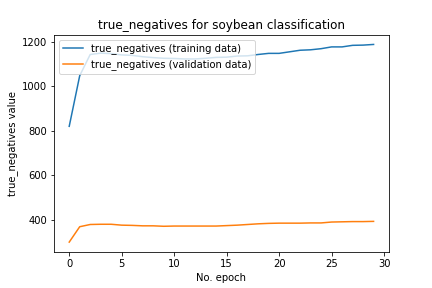 true_negatives for soybean classification
true_negatives (training data)
true_negatives (validation data)
true_negatives value
1200
1000
800
600
400
0
5
10
15
20
25
30
No. epoch